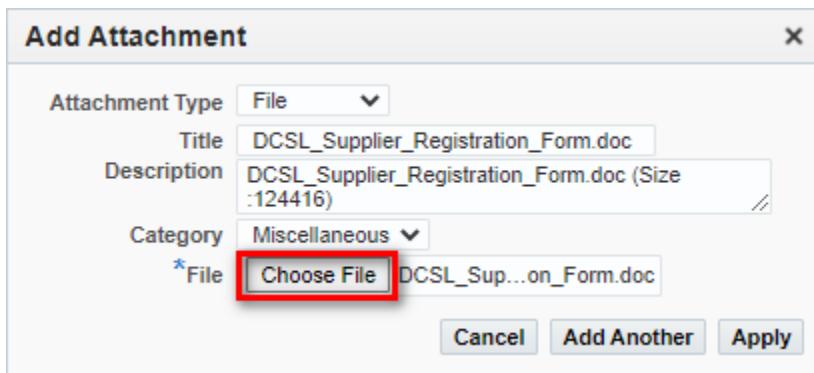 Add Attachment ×
Attachment Type File
Title DCSL_Supplier_Registration_Form.doc
Description DCSL_Supplier_Registration_Form.doc (Size
:124416)
Category Miscellaneous
*File Choose File DCSL_Sup...on_Form.doc
Cancel Add Another Apply